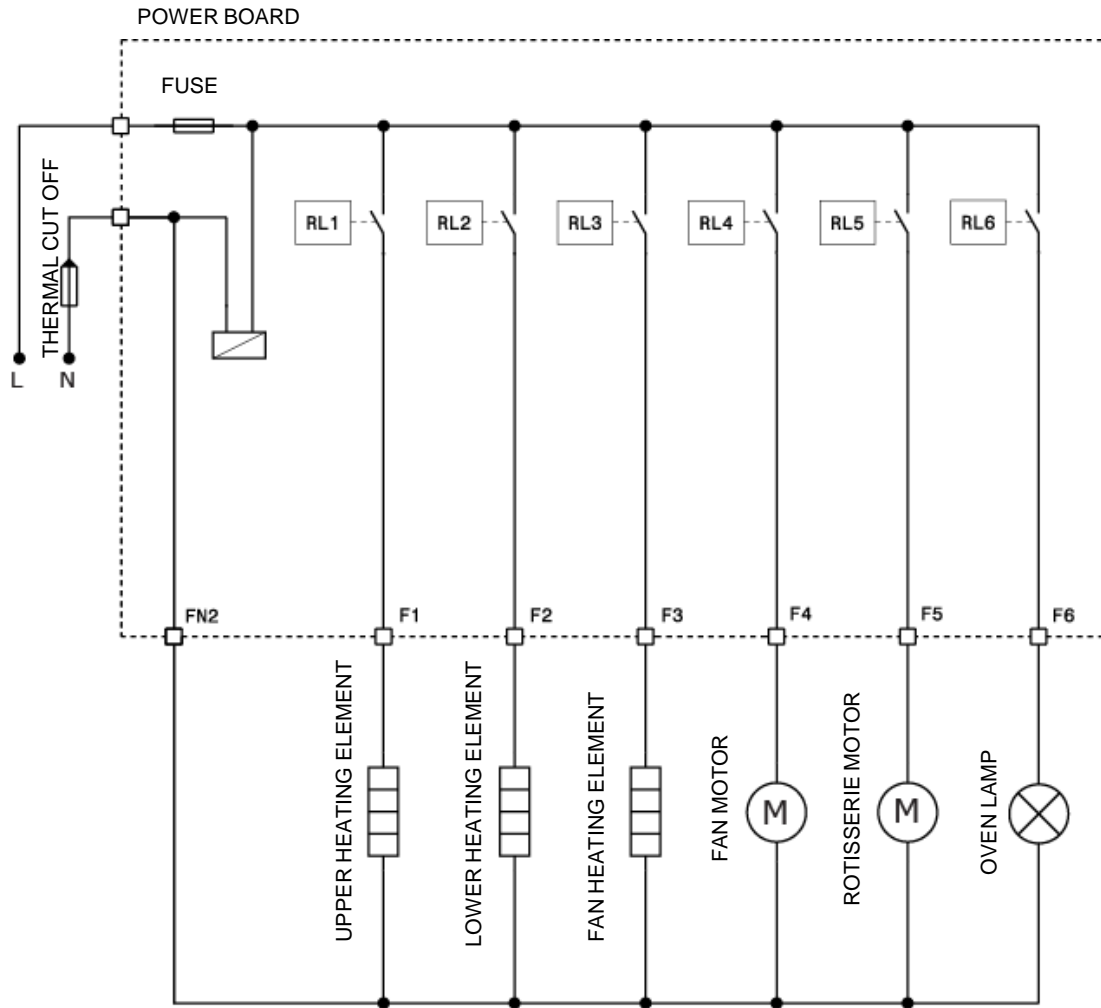 POWER BOARD
FUSE
THERMAL CUT OFF
RL1
RL2
RL3
RL4
RL5
RL6
L
N
FN2
F1
F2
F3
F4
F5
F6
UPPER HEATING ELEMENT
LOWER HEATING ELEMENT
FAN HEATING ELEMENT
FAN MOTOR
M
ROTISSERIE MOTOR
M
OVEN LAMP